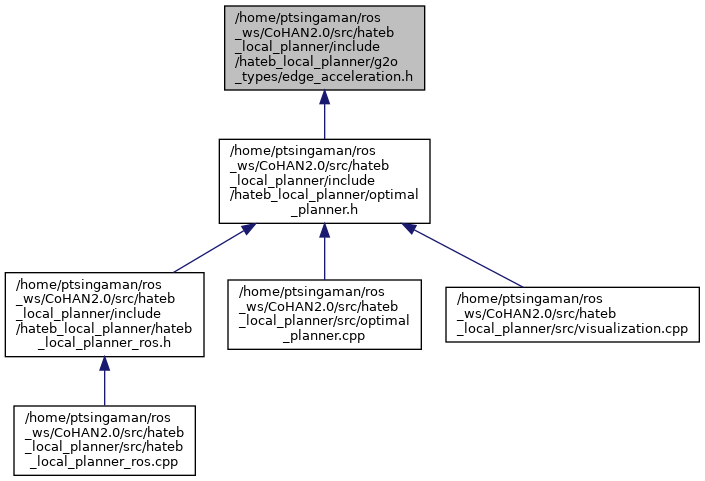 /home/ptsingaman/ros
_ws/CoHAN2.0/src/hateb
_local_planner/include
/hateb_local_planner/g2o
_types/edge_acceleration.h
/home/ptsingaman/ros
_ws/CoHAN2.0/src/hateb
_local_planner/include
/hateb_local_planner/optimal
_planner.h
/home/ptsingaman/ros
_ws/CoHAN2.0/src/hateb
_local_planner/include
/hateb_local_planner/hateb
_local_planner_ros.h
/home/ptsingaman/ros
_ws/CoHAN2.0/src/hateb
_local_planner/src/optimal
_planner.cpp
/home/ptsingaman/ros
_ws/CoHAN2.0/src/hateb
_local_planner/src/visualization.cpp
/home/ptsingaman/ros
_ws/CoHAN2.0/src/hateb
_local_planner/src/hateb
_local_planner_ros.cpp